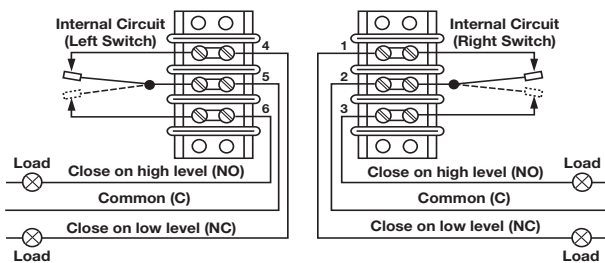 Internal Circuit
(Left Switch)
4
5
6
Load
Close on high level (NO)
Common (C)
Close on low level (NC)
Load
Internal Circuit
(Right Switch)
1
2
3
Load
Close on high level (NO)
Common (C)
Close on low level (NC)
Load